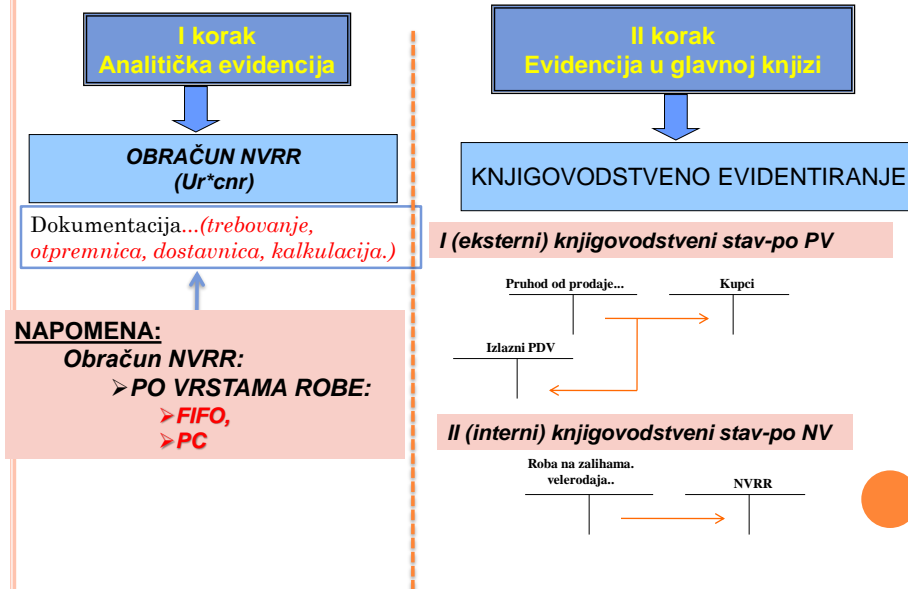 I korak
Analitička evidencija
OBRAČUN NVRR
(Ur*cnr)
Dokumentacija...(trebovanje,
otpremnica, dostavnica, kalkulacija.)
NAPOMENA:
Obračun NVRR:
➢PO VRSTAMA ROBE:
➢FIFO,
➢PC
II korak
Evidencija u glavnoj knjizi
KNJIGOVODSTVENO EVIDENTIRANJE
I (eksterni) knjigovodstveni stav-po PV
Pruhod od prodaje...
Kupci
Izlazni PDV
II (interni) knjigovodstveni stav-po NV
Roba na zalihama.
velerodaja..
NVRR